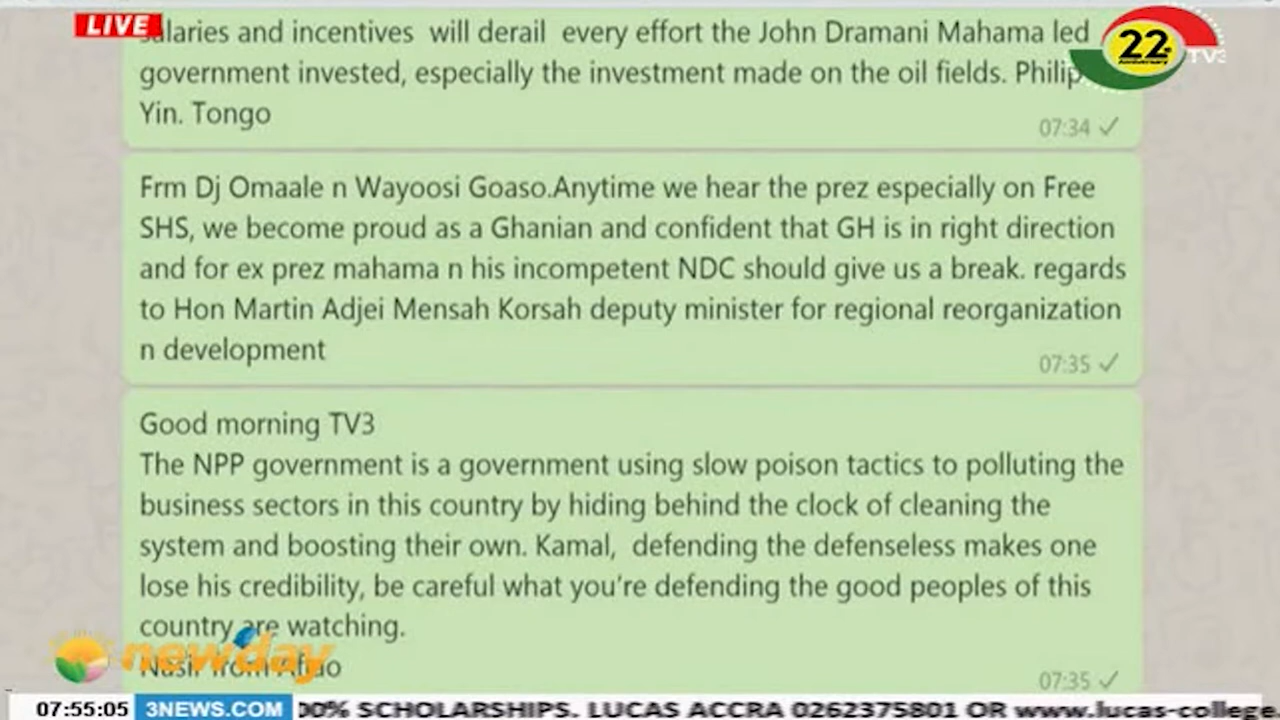 LIVE
salaries and incentives will derail every effort the John Dramani Mahama led
government invested, especially the investment made on the oil fields. Philip
Yin. Tongo
07:34
22
Anniversary
TV3
Frm Dj Omaale n Wayoosi Goaso.Anytime we hear the prez especially on Free
SHS, we become proud as a Ghanian and confident that GH is in right direction
and for ex prez mahama n his incompetent NDC should give us a break. regards
to Hon Martin Adjei Mensah Korsah deputy minister for regional reorganization
n development
07:35
Good morning TV3
The NPP government is a government using slow poison tactics to polluting the
business sectors in this country by hiding behind the clock of cleaning the
system and boosting their own. Kamal, defending the defenseless makes one
lose his credibility, be careful what you’re defending the good peoples of this
country are watching.
Nasir from Aflao
07:35
newday
07:55:05 3NEWS.COM 00% SCHOLARSHIPS. LUCAS ACCRA 0262375801 OR www.lucas-college